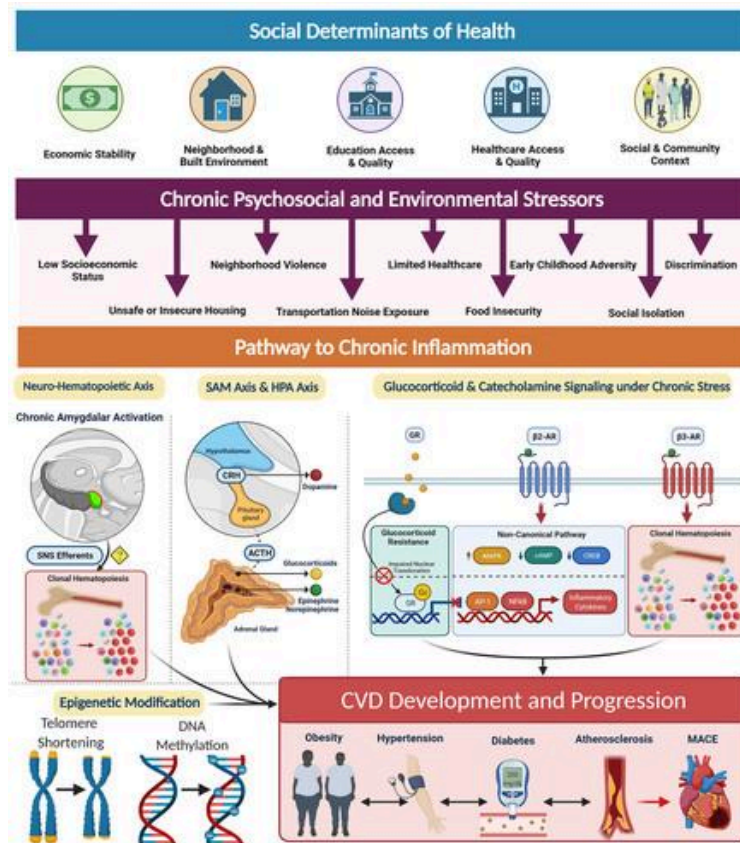 Social Determinants of Health
Economic Stability
Neighborhood &
Built Environment
Education Access
& Quality
Healthcare Access
& Quality
Social & Community
Context
Chronic Psychosocial and Environmental Stressors
Low Socioeconomic
Status
Neighborhood Violence
Limited Healthcare
Early Childhood Adversity
Discrimination
Unsafe or Insecure Housing
Transportation Noise Exposure
Food Insecurity
Social Isolation
Pathway to Chronic Inflammation
Neuro-Hematopoietic Axis
Chronic Amygdalar Activation
SNS Efferents
?
Clonal Hematopoiesis
SAM Axis & HPA Axis
Hypothalamus
CRH
Dopamine
Pituitary
gland
ACTH
Glucocorticoids
Epinephrine
Norepinephrine
Adrenal Gland
Glucocorticoid & Catecholamine Signaling under Chronic Stress
GR
β2-AR
β3-AR
Glucocorticoid
Resistance
Impaired Nuclear
Translocation
GR
Gc
Non-Canonical Pathway
MAPK
cAMP
AP-1
NFkB
Inflammatory
Cytokines
Clonal Hematopoiesis
Epigenetic Modification
Telomere
Shortening
DNA
Methylation
CVD Development and Progression
Obesity
Hypertension
Diabetes
Atherosclerosis
MACE